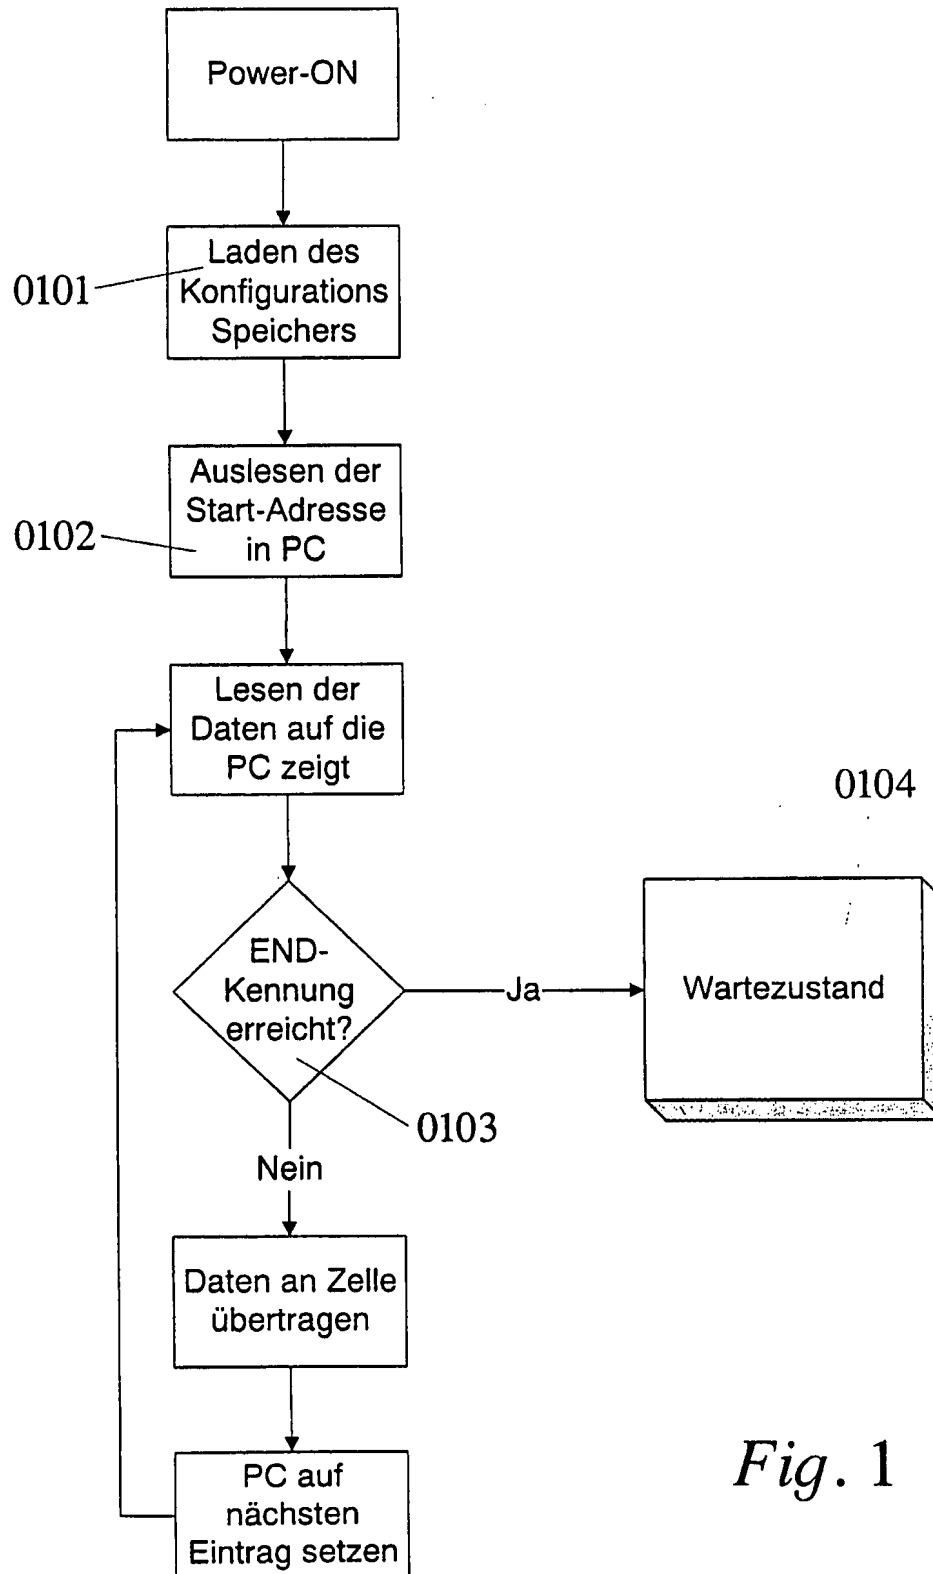 Power-ON
0101
Laden des
Konfigurations
Speichers
0102
Auslesen der
Start-Adresse
in PC
Lesen der
Daten auf die
PC zeigt
0104
END-
Kennung
erreicht?
Ja
Wartezustand
0103
Nein
Daten an Zelle
übertragen
PC auf
nächsten
Eintrag setzen
Fig. 1